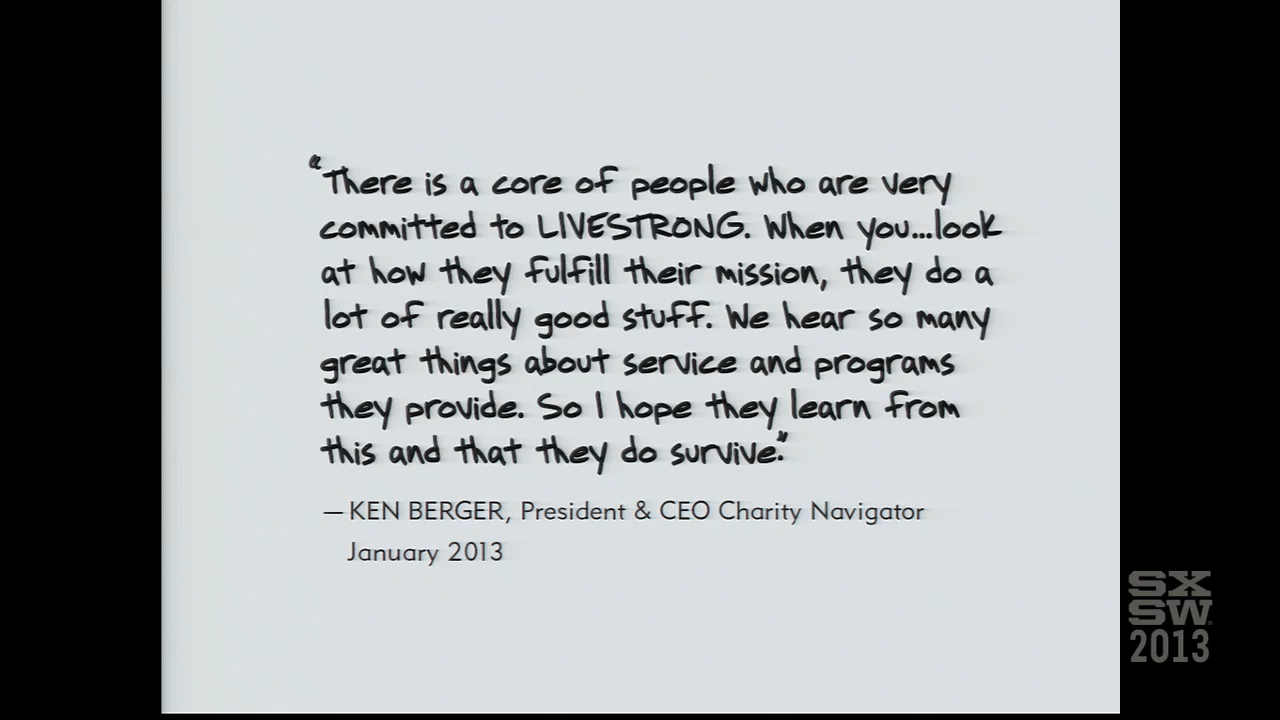 “There is a core of people who are very
committed to LIVESTRONG. When you...look
at how they fulfill their mission, they do a
lot of really good stuff. We hear so many
great things about service and programs
they provide. So I hope they learn from
this and that they do survive.”
— KEN BERGER, President & CEO Charity Navigator
January 2013
SX
SW®
2013